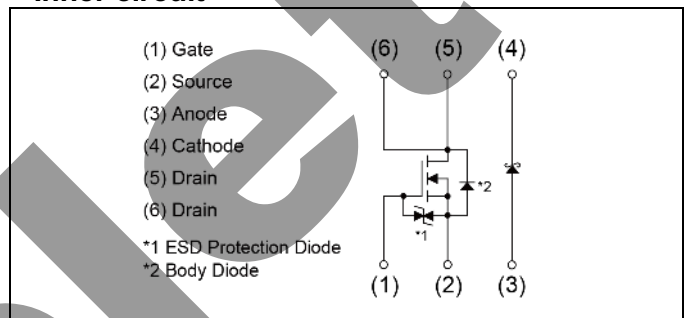 Inner circuit
(1) Gate
(2) Source
(3) Anode
(4) Cathode
(5) Drain
(6) Drain
*1 ESD Protection Diode
*2 Body Diode
(6) (5) (4)
*2
*1
(1) (2) (3)